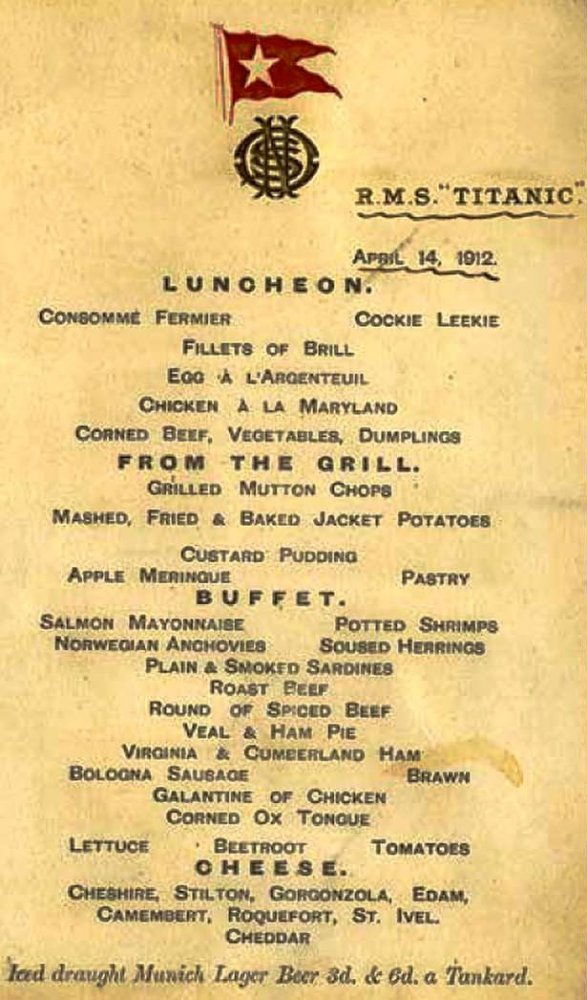 R.M.S. "TITANIC".
APRIL 14, 1912.
LUNCHEON.
CONSOMMÉ FERMIER COCKIE LEEKIE
FILLETS OF BRILL
EGG À L'ARGENTEUIL
CHICKEN À LA MARYLAND
CORNED BEEF, VEGETABLES, DUMPLINGS
FROM THE GRILL.
GRILLED MUTTON CHOPS
MASHED, FRIED & BAKED JACKET POTATOES
CUSTARD PUDDING
APPLE MERINGUE PASTRY
BUFFET.
SALMON MAYONNAISE POTTED SHRIMPS
NORWEGIAN ANCHOVIES SOUSED HERRINGS
PLAIN & SMOKED SARDINES
ROAST BEEF
ROUND OF SPICED BEEF
VEAL & HAM PIE
VIRGINIA & CUMBERLAND HAM
BOLOGNA SAUSAGE BRAWN
GALANTINE OF CHICKEN
CORNED OX TONGUE
LETTUCE BEETROOT TOMATOES
CHEESE.
CHESHIRE, STILTON, GORGONZOLA, EDAM,
CAMEMBERT, ROQUEFORT, ST. IVEL.
CHEDDAR
Iced draught Munich Lager Beer 3d. & 6d. a Tankard.